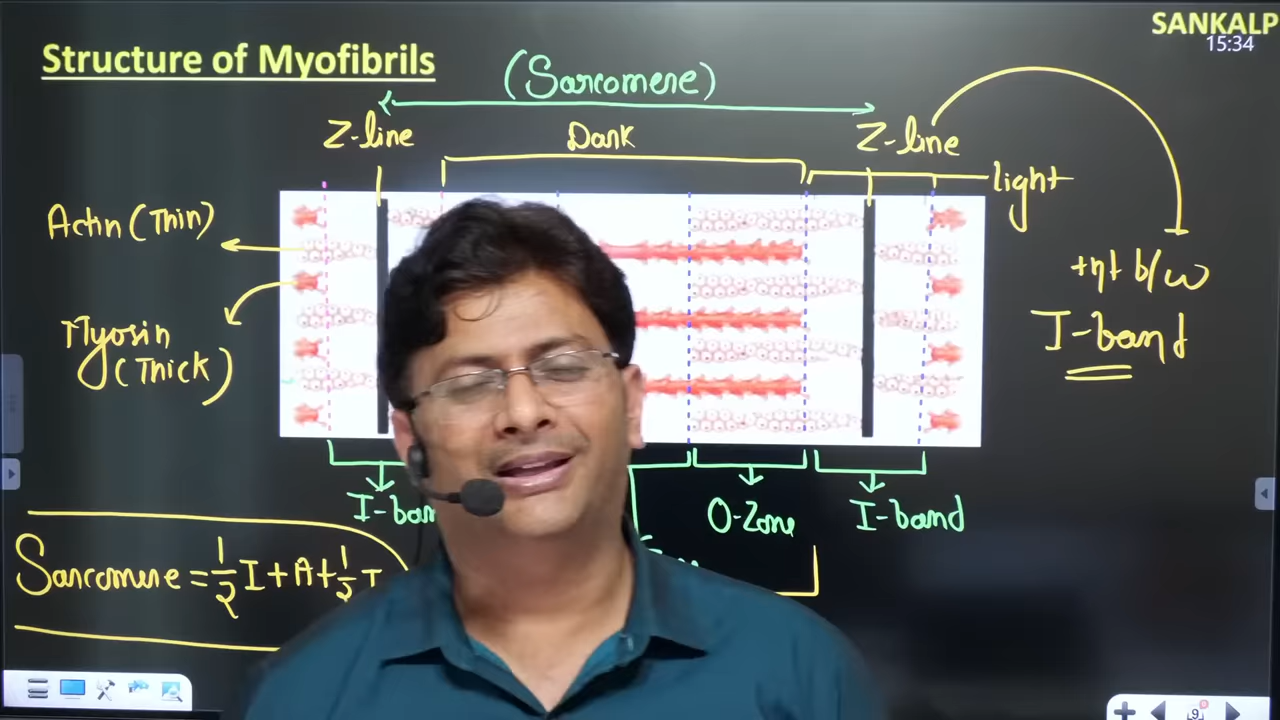 SANKALP
15:34
Structure of Myofibrils
(Sarcomere)
Z-line
Dark
Z-line
light
Actin (Thin)
Myosin
(Thick)
+nt b/w
I-band
I-ban
O-Zone
I-band
Sarcomere = 1/2 I + A + 1/2 I
9